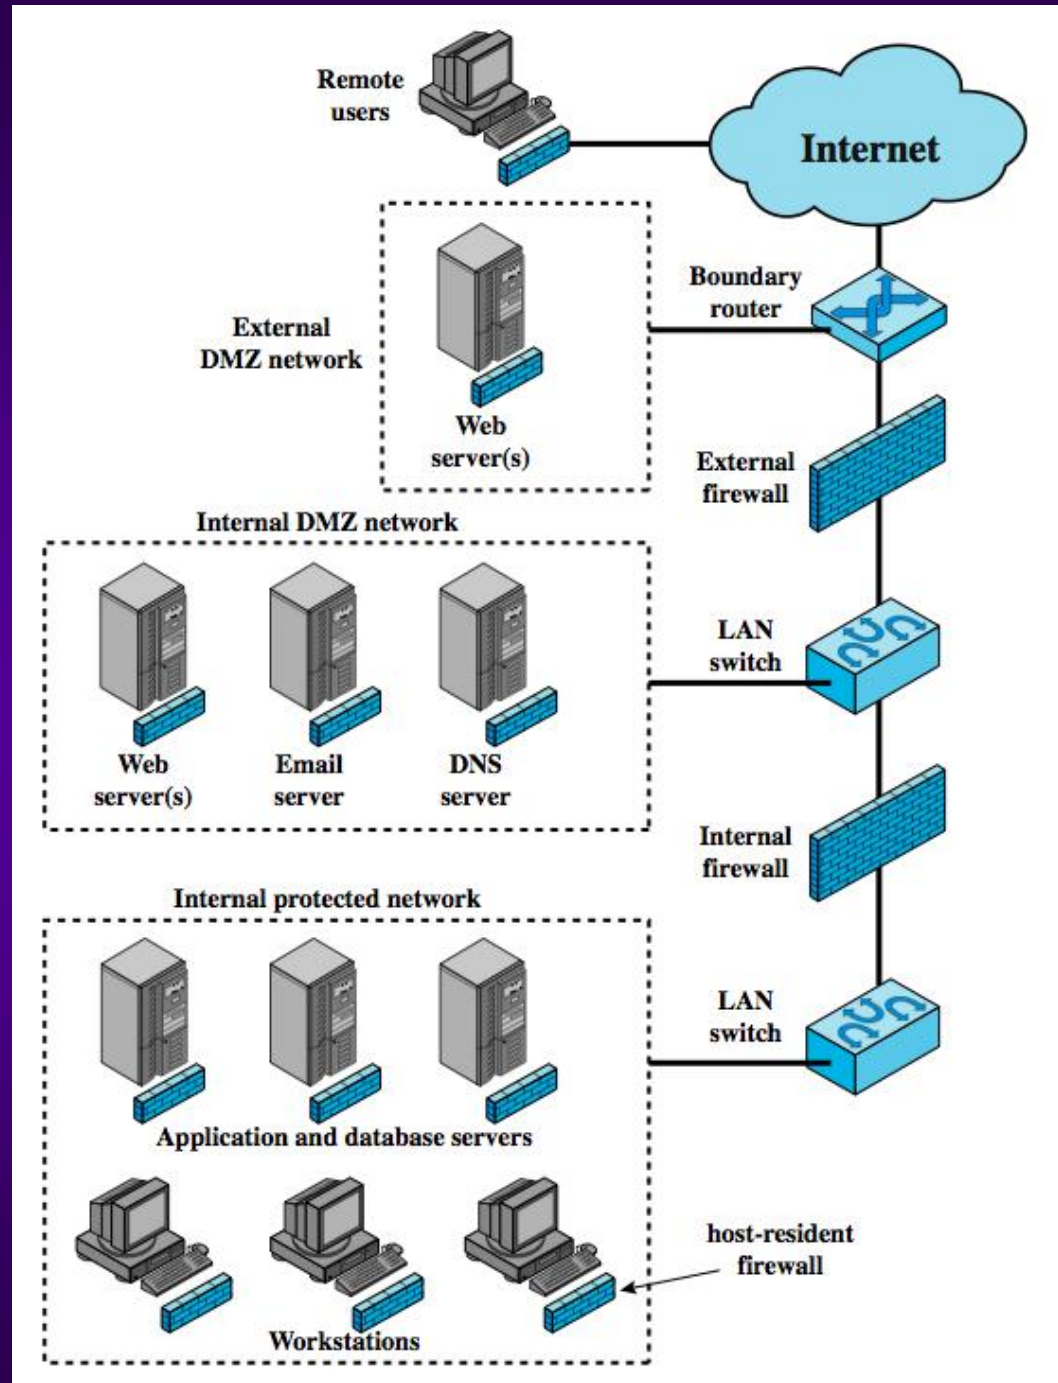 Remote
users
Internet
Boundary
router
External
DMZ network
Web
server(s)
External
firewall
Internal DMZ network
LAN
switch
Web
server(s)
Email
server
DNS
server
Internal
firewall
Internal protected network
LAN
switch
Application and database servers
host-resident
firewall
Workstations